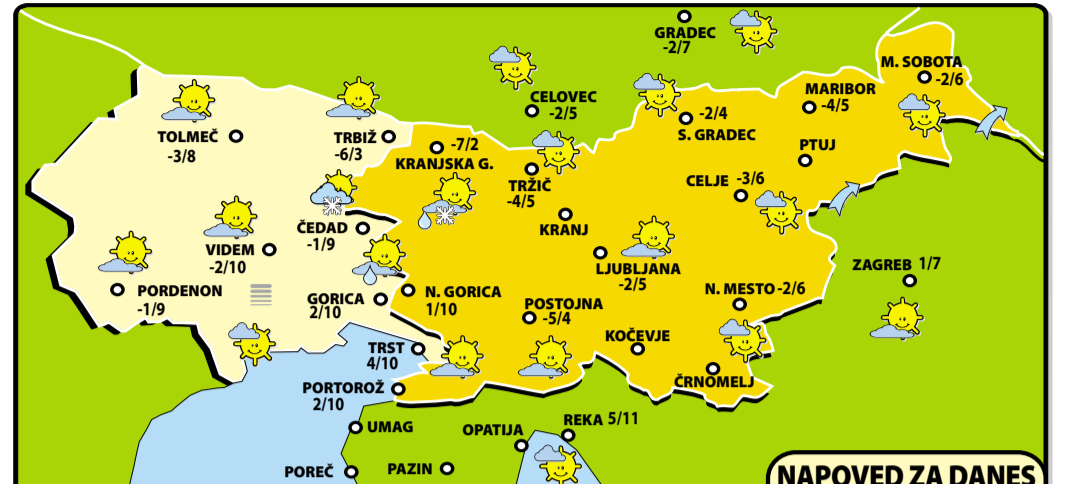 GRADEC
-2/7
M. SOBOTA
-2/6
CELOVEC
-2/5
MARIBOR
-4/5
-2/4
S. GRADEC
TOLMEČ
-3/8
TRBIŽ
-6/3
-7/2
KRANJSKA G.
PTUJ
TRŽIČ
-4/5
CELJE -3/6
ČEDAD
-1/9
KRANJ
VIDEM
-2/10
LJUBLJANA
-2/5
ZAGREB 1/7
PORDENON
-1/9
GORICA
2/10
N. GORICA
1/10
POSTOJNA
-5/4
N. MESTO -2/6
KOČEVJE
TRST
4/10
ČRNOMELJ
PORTOROŽ
2/10
UMAG
OPATIJA
REKA 5/11
POREČ
PAZIN
NAPOVED ZA DANES